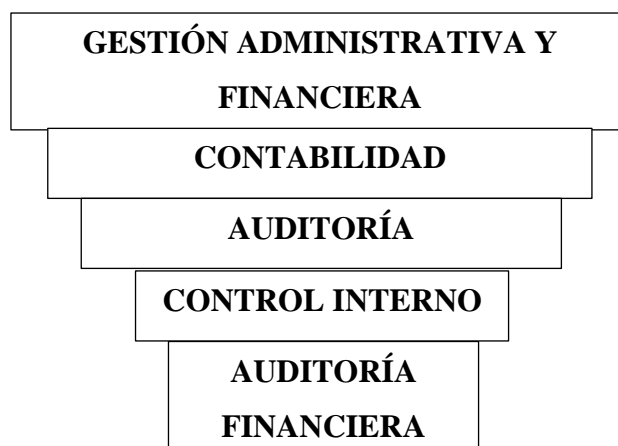 GESTIÓN ADMINISTRATIVA Y
FINANCIERA
CONTABILIDAD
AUDITORÍA
CONTROL INTERNO
AUDITORÍA
FINANCIERA